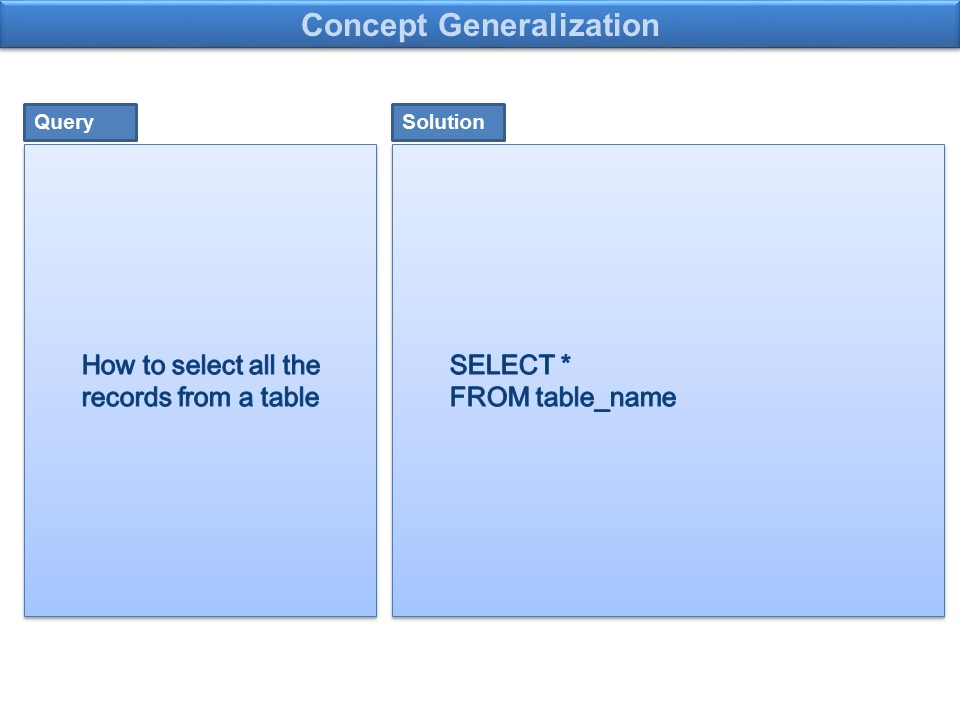 Concept Generalization
Query
Solution
How to select all the
records from a table
SELECT *
FROM table_name